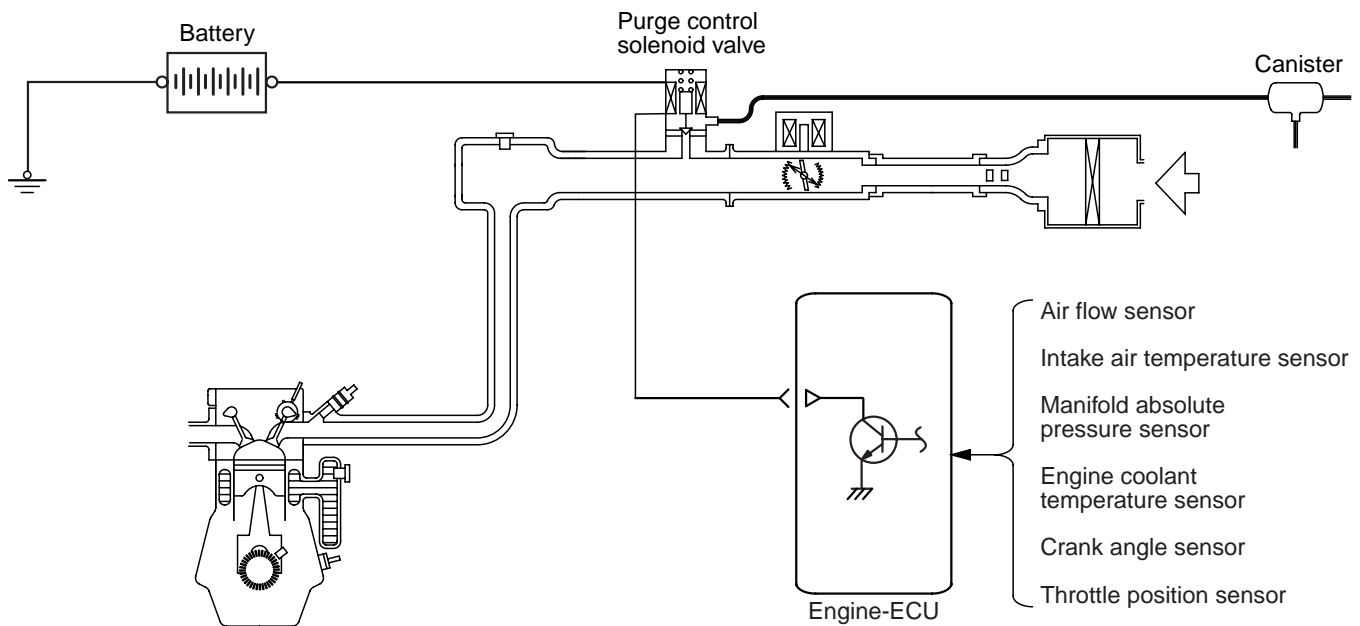 Battery
Purge control
solenoid valve
Canister
Air flow sensor
Intake air temperature sensor
Manifold absolute
pressure sensor
Engine coolant
temperature sensor
Crank angle sensor
Throttle position sensor
Engine-ECU